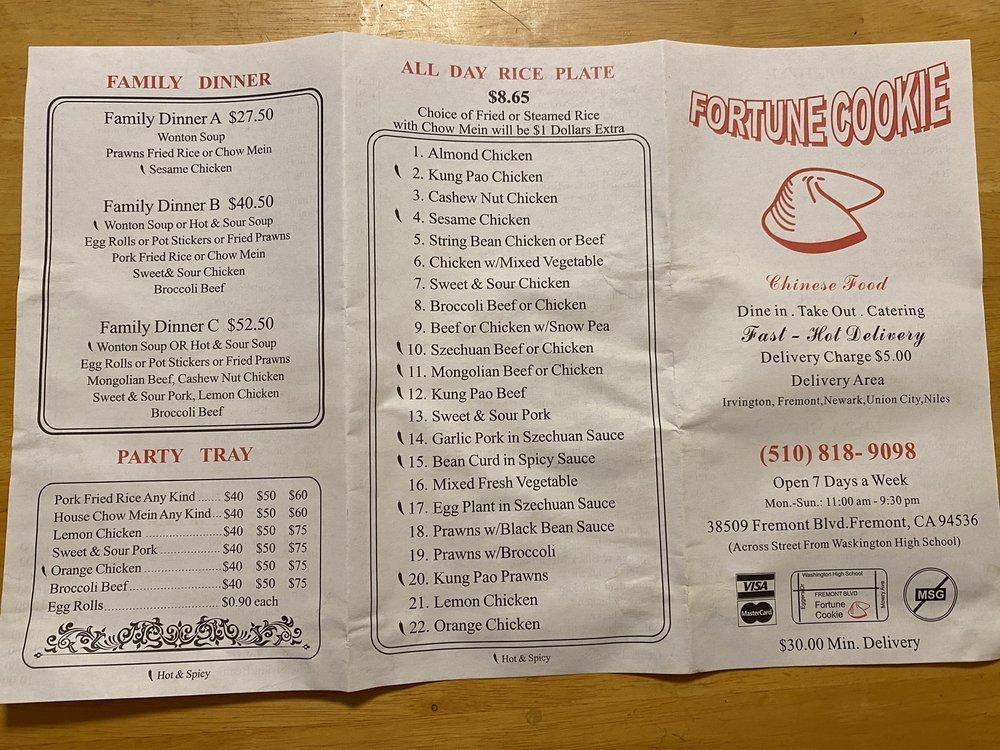 FAMILY DINNER
Family Dinner A $27.50
Wonton Soup
Prawns Fried Rice or Chow Mein
Sesame Chicken
Family Dinner B $40.50
Wonton Soup or Hot & Sour Soup
Egg Rolls or Pot Stickers or Fried Prawns
Pork Fried Rice or Chow Mein
Sweet& Sour Chicken
Broccoli Beef
Family Dinner C $52.50
Wonton Soup OR Hot & Sour Soup
Egg Rolls or Pot Stickers or Fried Prawns
Mongolian Beef, Cashew Nut Chicken
Sweet & Sour Pork, Lemon Chicken
Broccoli Beef
PARTY TRAY
Pork Fried Rice Any Kind ...... $40 $50 $60
House Chow Mein Any Kind... $40 $50 $60
Lemon Chicken .................... $40 $50 $75
Sweet & Sour Pork ................ $40 $50 $75
Orange Chicken..................... $40 $50 $75
Broccoli Beef......................... $40 $50 $75
Egg Rolls............................... $0.90 each
Hot & Spicy
ALL DAY RICE PLATE
$8.65
Choice of Fried or Steamed Rice
with Chow Mein will be $1 Dollars Extra
1. Almond Chicken
2. Kung Pao Chicken
3. Cashew Nut Chicken
4. Sesame Chicken
5. String Bean Chicken or Beef
6. Chicken w/Mixed Vegetable
7. Sweet & Sour Chicken
8. Broccoli Beef or Chicken
9. Beef or Chicken w/Snow Pea
10. Szechuan Beef or Chicken
11. Mongolian Beef or Chicken
12. Kung Pao Beef
13. Sweet & Sour Pork
14. Garlic Pork in Szechuan Sauce
15. Bean Curd in Spicy Sauce
16. Mixed Fresh Vegetable
17. Egg Plant in Szechuan Sauce
18. Prawns w/Black Bean Sauce
19. Prawns w/Broccoli
20. Kung Pao Prawns
21. Lemon Chicken
22. Orange Chicken
Hot & Spicy
FORTUNE COOKIE
Chinese Food
Dine in . Take Out . Catering
Fast - Hot Delivery
Delivery Charge $5.00
Delivery Area
Irvington, Fremont,Newark,Union City,Niles
(510) 818-9098
Open 7 Days a Week
Mon.-Sun.: 11:00 am - 9:30 pm
38509 Fremont Blvd.Fremont, CA 94536
(Across Street From Waskington High School)
VISA
MasterCard
Washington High School
FREMONT BLVD
Fortune
Cookie
Mowry Ave
MSG
$30.00 Min. Delivery